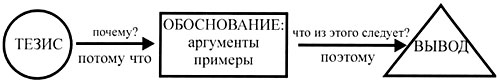 ТЕЗИС
почему?
потому что
ОБОСНОВАНИЕ:
аргументы
примеры
что из этого следует?
поэтому
ВЫВОД